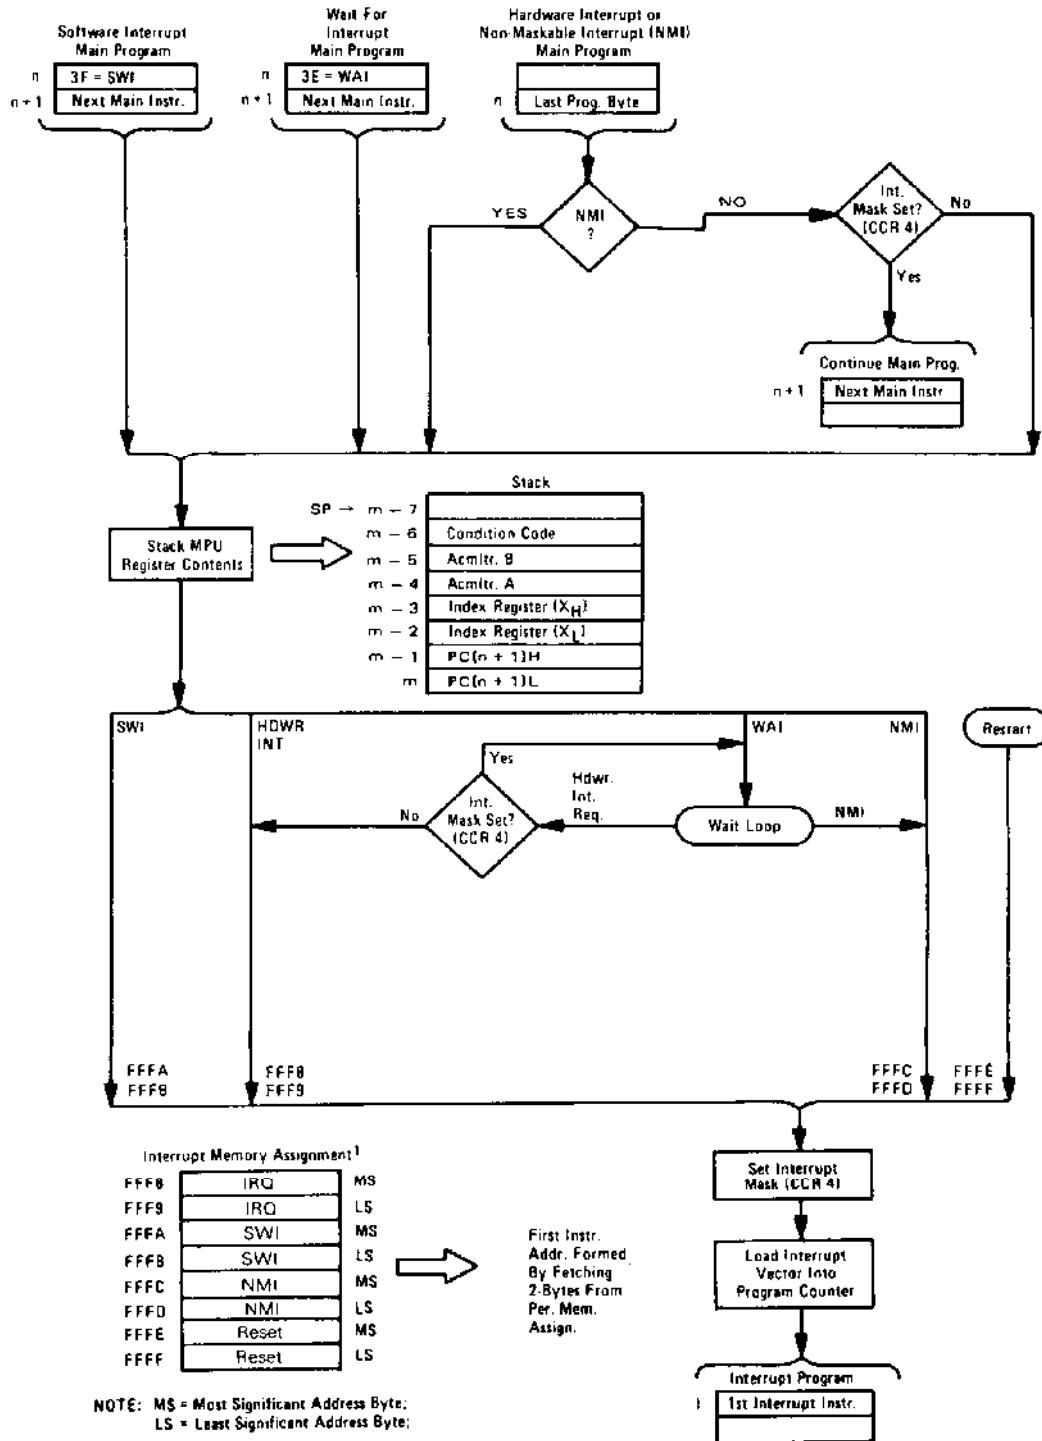 Software Interrupt
Main Program
n 3F = SWI
n + 1 Next Main Instr.
Wait For
Interrupt
Main Program
n 3E = WAI
n + 1 Next Main Instr.
Hardware Interrupt or
Non-Maskable Interrupt (NMI)
Main Program
n Last Prog. Byte
YES
NMI
?
NO
Int.
Mask Set?
(CCR 4)
No
Yes
Continue Main Prog.
n + 1 Next Main Instr
Stack
SP → m – 7
m – 6 Condition Code
m – 5 Acmltr. B
m – 4 Acmltr. A
m – 3 Index Register (XH)
m – 2 Index Register (XL)
m – 1 PC(n + 1)H
m PC(n + 1)L
Stack MPU
Register Contents
SWI
HDWR
INT
WAI
NMI
Restart
Yes
Int.
Mask Set?
(CCR 4)
No
Hdwr.
Int.
Req.
Wait Loop
NMI
FFFA
FFFB
FFF8
FFF9
FFFC
FFFD
FFFE
FFFF
Interrupt Memory Assignment1
FFF8 IRQ MS
FFF9 IRQ LS
FFFA SWI MS
FFFB SWI LS
FFFC NMI MS
FFFD NMI LS
FFFE Reset MS
FFFF Reset LS
First Instr.
Addr. Formed
By Fetching
2-Bytes From
Per. Mem.
Assign.
Set Interrupt
Mask (CCR 4)
Load Interrupt
Vector Into
Program Counter
Interrupt Program
1st Interrupt Instr.
NOTE: MS = Most Significant Address Byte;
LS = Least Significant Address Byte;